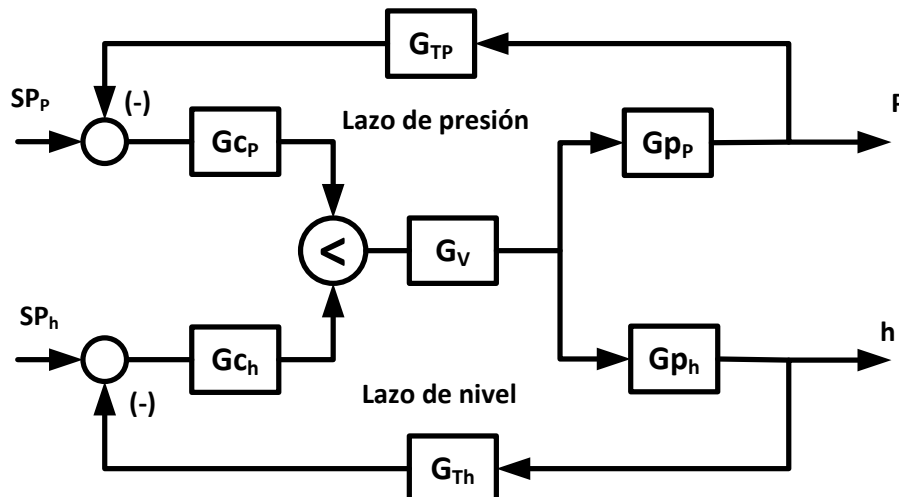 G_TP
SP_P
(-)
Gc_P
Lazo de presión
Gp_P
P
<
G_V
SP_h
Gc_h
(-)
Lazo de nivel
Gp_h
h
G_Th